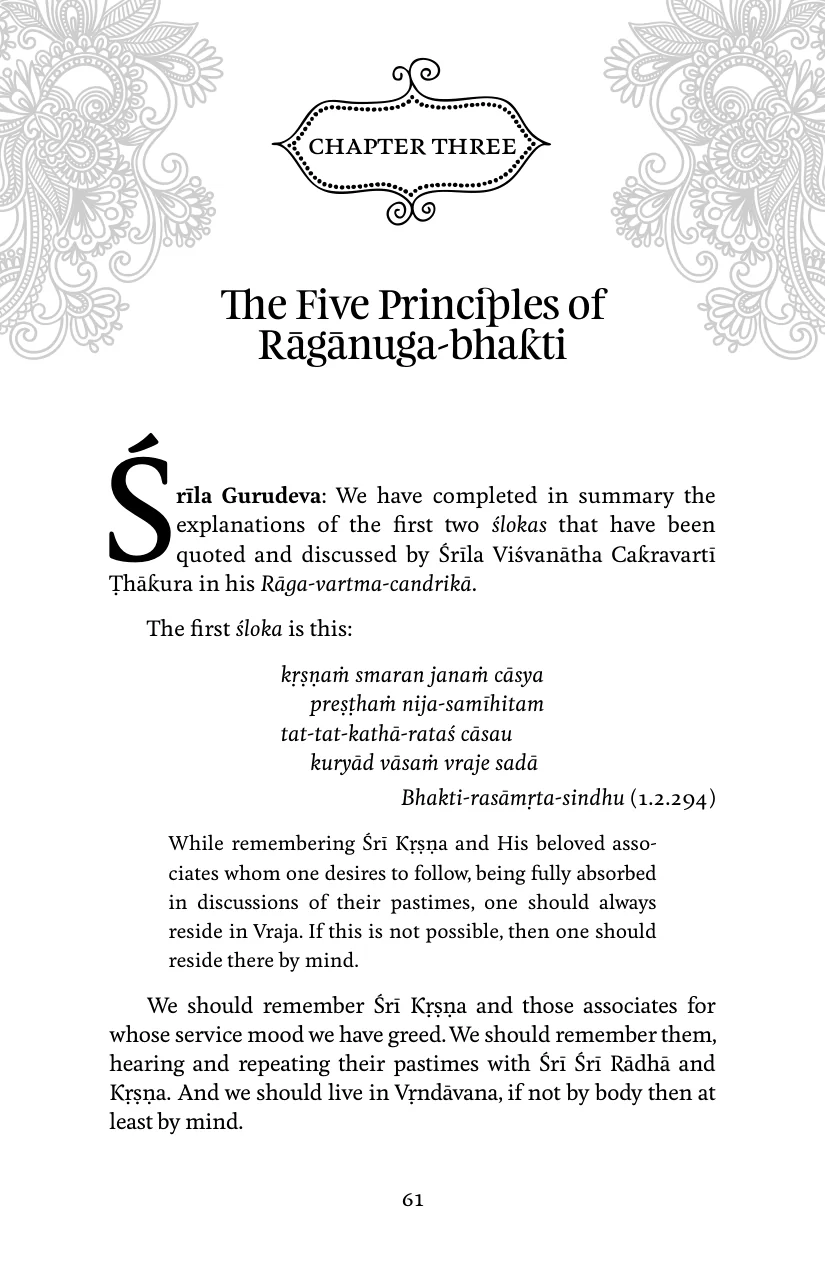 CHAPTER THREE
The Five Principles of
Rāgānuga-bhakti
Śrīla Gurudeva: We have completed in summary the
explanations of the first two ślokas that have been
quoted and discussed by Śrīla Viśvanātha Cakravartī
Ṭhākura in his Rāga-vartma-candrikā.
The first śloka is this:
kṛṣṇaṁ smaran janaṁ cāsya
preṣṭhaṁ nija-samīhitam
tat-tat-kathā-rataś cāsau
kuryād vāsaṁ vraje sadā
Bhakti-rasāmṛta-sindhu (1.2.294)
While remembering Śrī Kṛṣṇa and His beloved asso-
ciates whom one desires to follow, being fully absorbed
in discussions of their pastimes, one should always
reside in Vraja. If this is not possible, then one should
reside there by mind.
We should remember Śrī Kṛṣṇa and those associates for
whose service mood we have greed. We should remember them,
hearing and repeating their pastimes with Śrī Śrī Rādhā and
Kṛṣṇa. And we should live in Vṛndāvana, if not by body then at
least by mind.
61